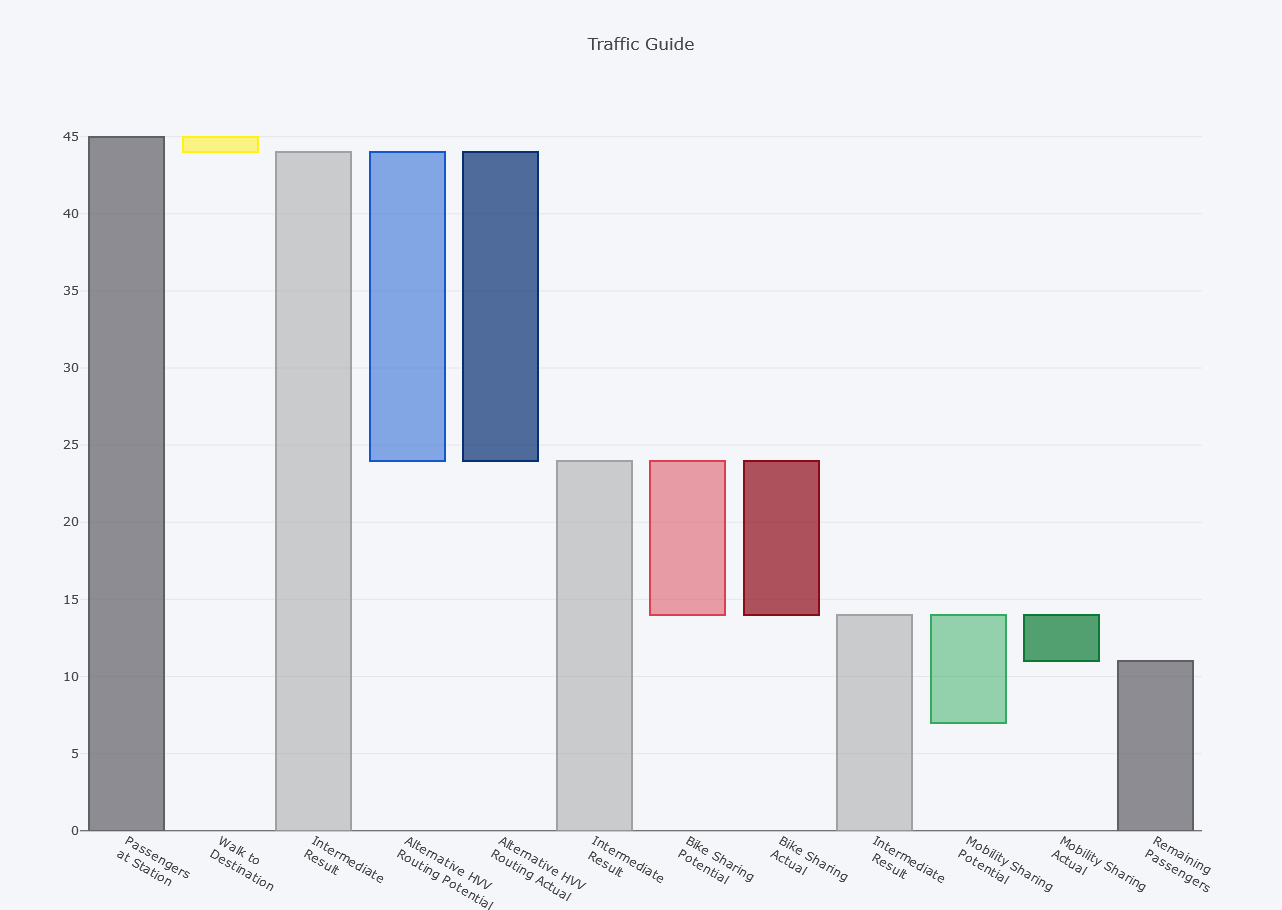 Traffic Guide
45
40
35
30
25
20
15
10
5
0
Passengers
at Station
Walk to
Destination
Intermediate
Result
Alternative HVV
Routing Potential
Alternative HVV
Routing Actual
Intermediate
Result
Bike Sharing
Potential
Bike Sharing
Actual
Intermediate
Result
Mobility Sharing
Potential
Mobility Sharing
Actual
Remaining
Passengers